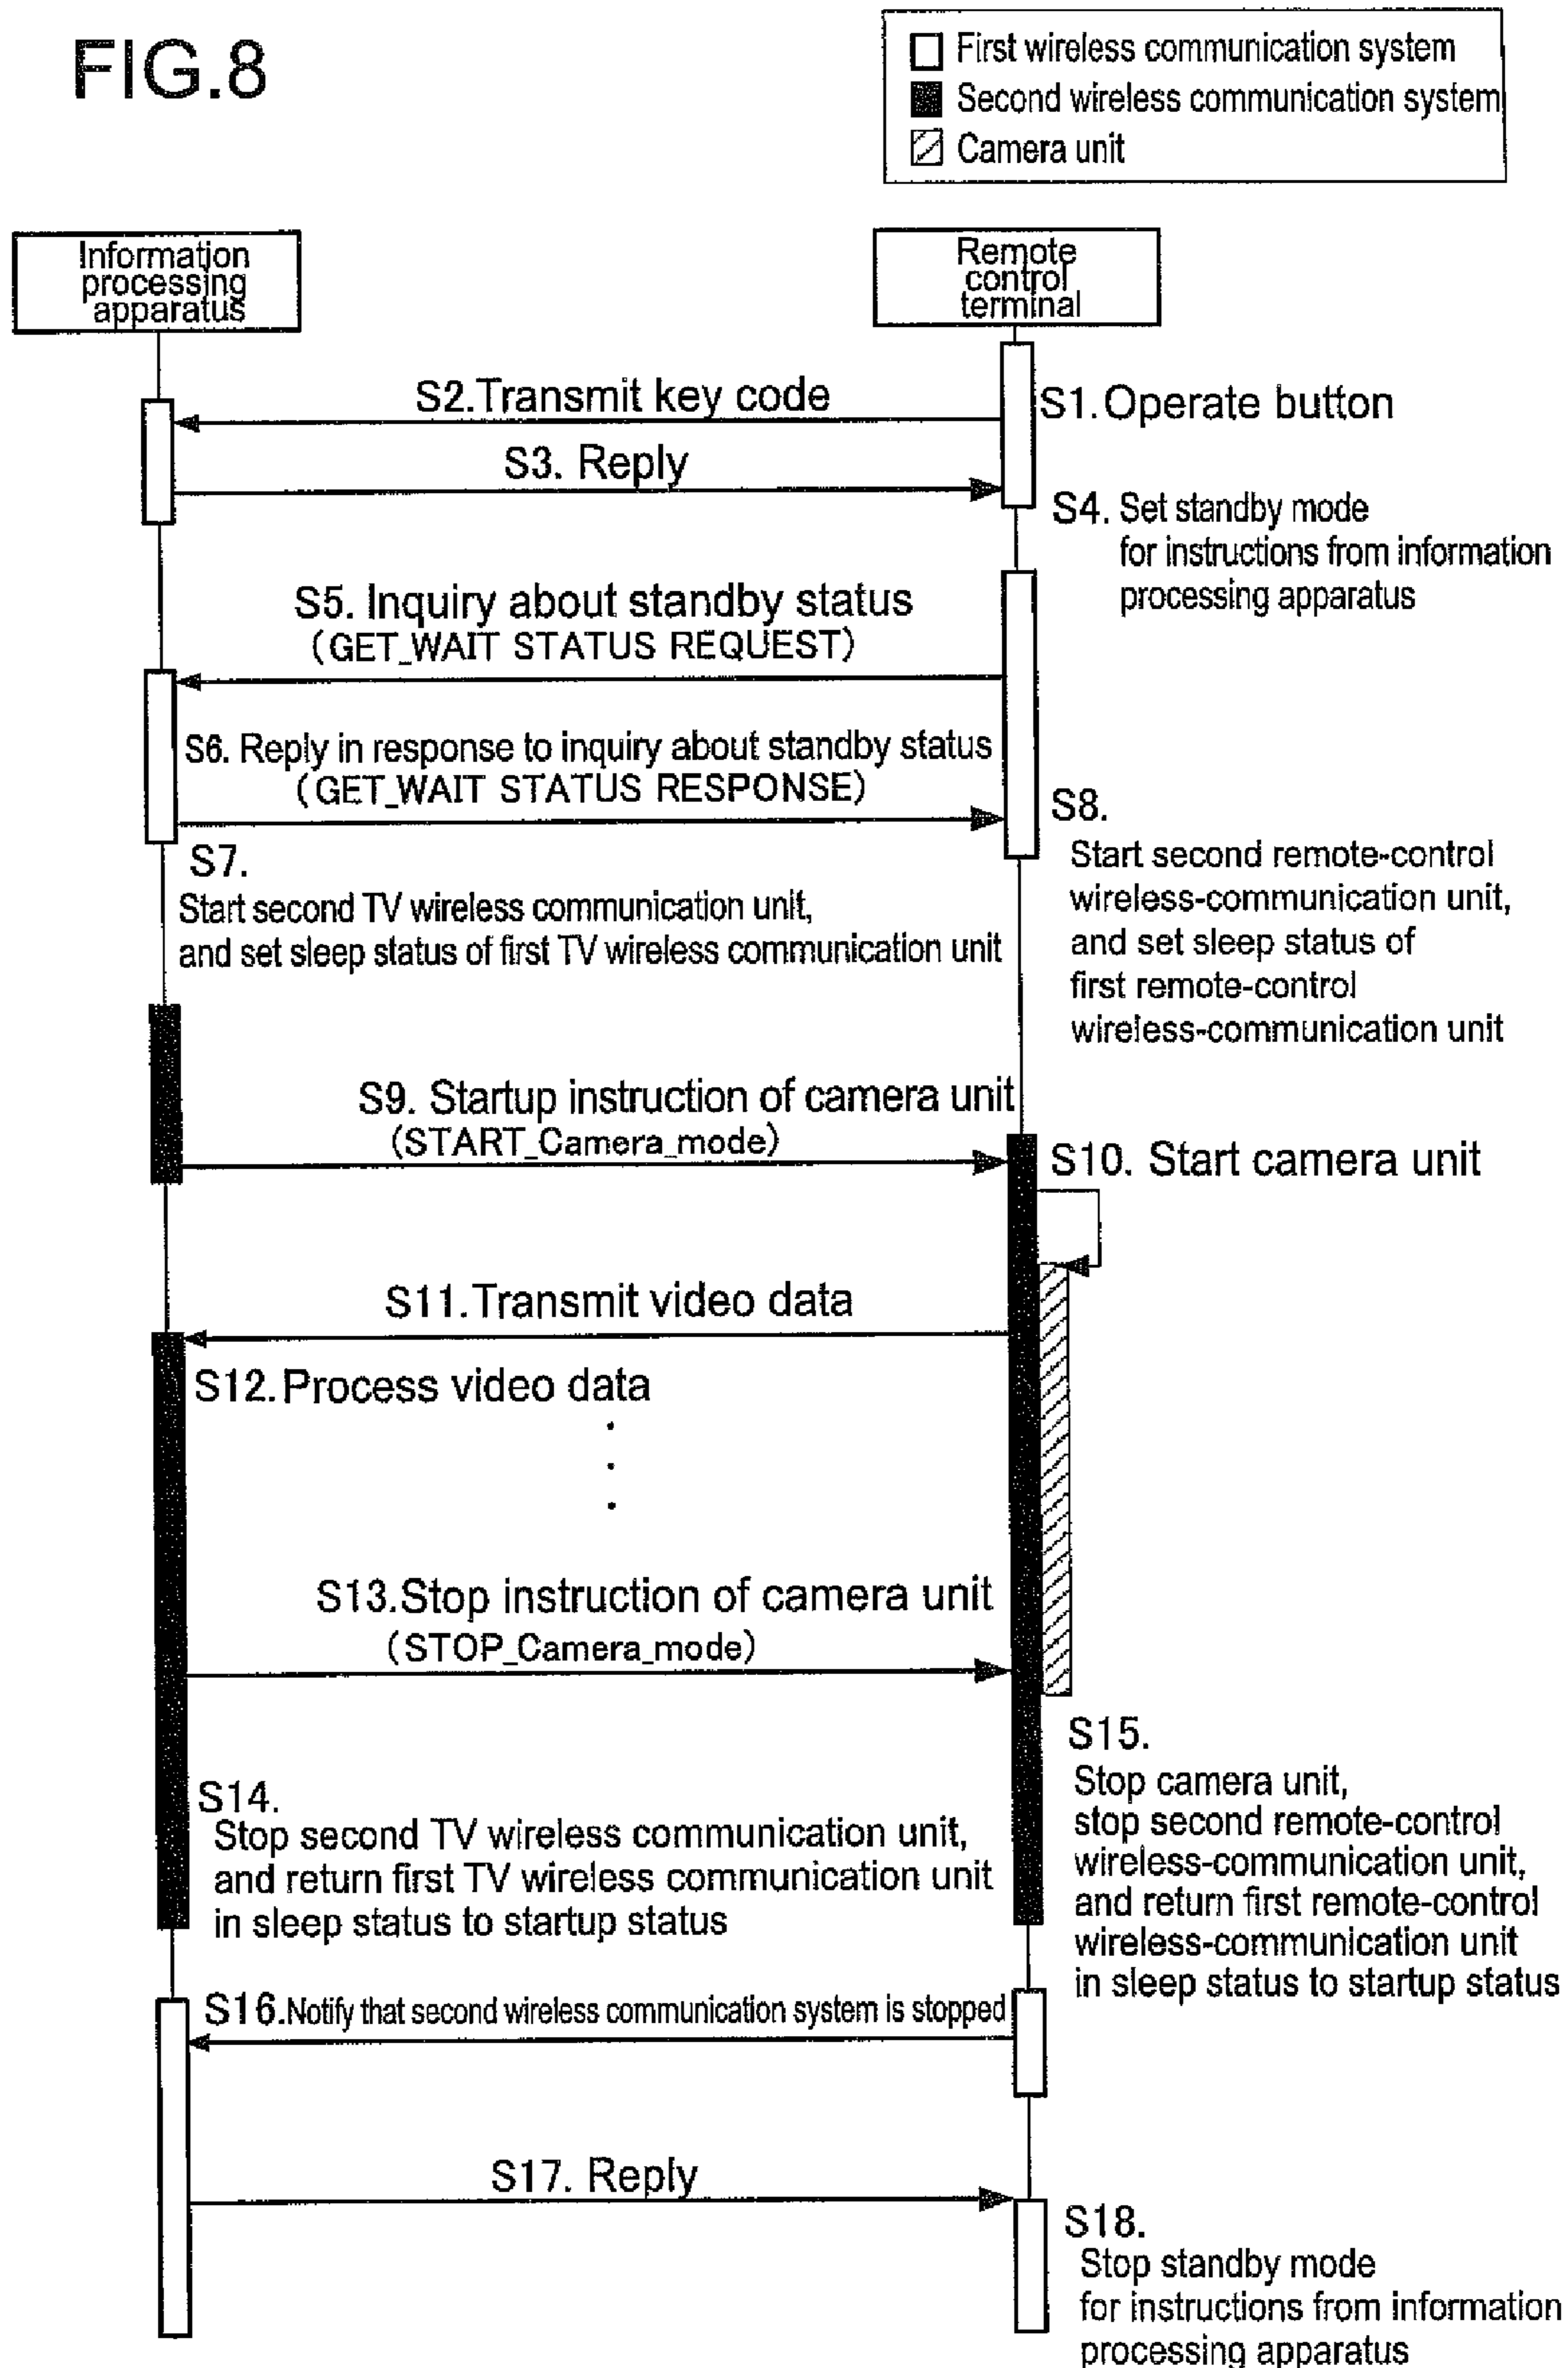 FIG.8
First wireless communication system
Second wireless communication system
Camera unit
Information
processing
apparatus
Remote
control
terminal
S2.Transmit key code
S1.Operate button
S3. Reply
S4. Set standby mode
for instructions from information
processing apparatus
S5. Inquiry about standby status
(GET_WAIT STATUS REQUEST)
S6. Reply in response to inquiry about standby status
(GET_WAIT STATUS RESPONSE)
S7.
Start second TV wireless communication unit,
and set sleep status of first TV wireless communication unit
S8.
Start second remote-control
wireless-communication unit,
and set sleep status of
first remote-control
wireless-communication unit
S9. Startup instruction of camera unit
(START_Camera_mode)
S10. Start camera unit
S11.Transmit video data
S12.Process video data
S13.Stop instruction of camera unit
(STOP_Camera_mode)
S14.
Stop second TV wireless communication unit,
and return first TV wireless communication unit
in sleep status to startup status
S15.
Stop camera unit,
stop second remote-control
wireless-communication unit,
and return first remote-control
wireless-communication unit
in sleep status to startup status
S16.Notify that second wireless communication system is stopped
S17. Reply
S18.
Stop standby mode
for instructions from information
processing apparatus